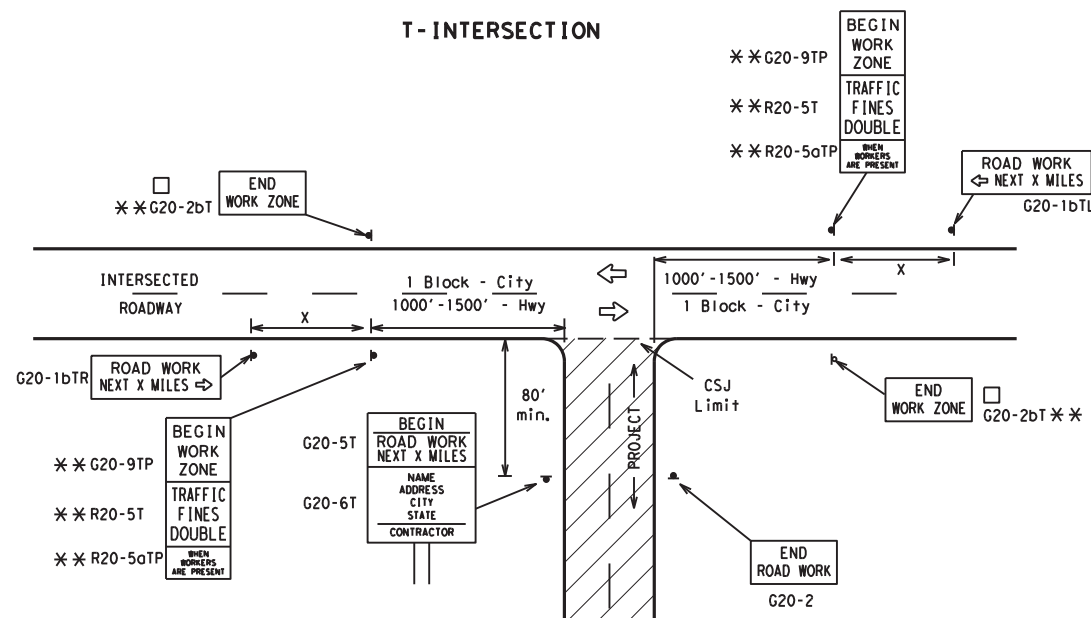 T-INTERSECTION
BEGIN
WORK
ZONE
**G20-9TP
TRAFFIC
FINES
DOUBLE
**R20-5T
WHEN
WORKERS
ARE PRESENT
**R20-5aTP
ROAD WORK
⇦ NEXT X MILES
G20-1bTL
END
WORK ZONE
□
**G20-2bT
INTERSECTED
ROADWAY
1 Block - City
1000'-1500' - Hwy
1000'-1500' - Hwy
1 Block - City
X
X
ROAD WORK
NEXT X MILES ⇨
G20-1bTR
80'
min.
CSJ
Limit
PROJECT
END
WORK ZONE
□
G20-2bT **
BEGIN
WORK
ZONE
**G20-9TP
TRAFFIC
FINES
DOUBLE
**R20-5T
WHEN
WORKERS
ARE PRESENT
**R20-5aTP
BEGIN
ROAD WORK
NEXT X MILES
G20-5T
NAME
ADDRESS
CITY
STATE
CONTRACTOR
G20-6T
END
ROAD WORK
G20-2